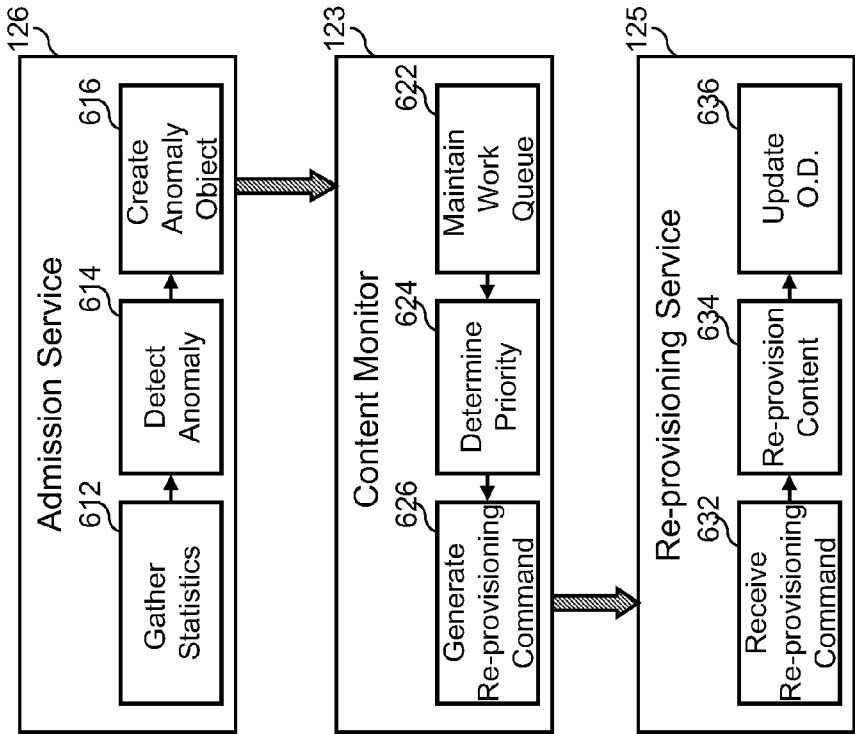 126
Admission Service
612
Gather
Statistics
614
Detect
Anomaly
616
Create
Anomaly
Object
123
Content Monitor
626
Generate
Re-provisioning
Command
624
Determine
Priority
622
Maintain
Work
Queue
125
Re-provisioning Service
632
Receive
Re-provisioning
Command
634
Re-provision
Content
636
Update
O.D.